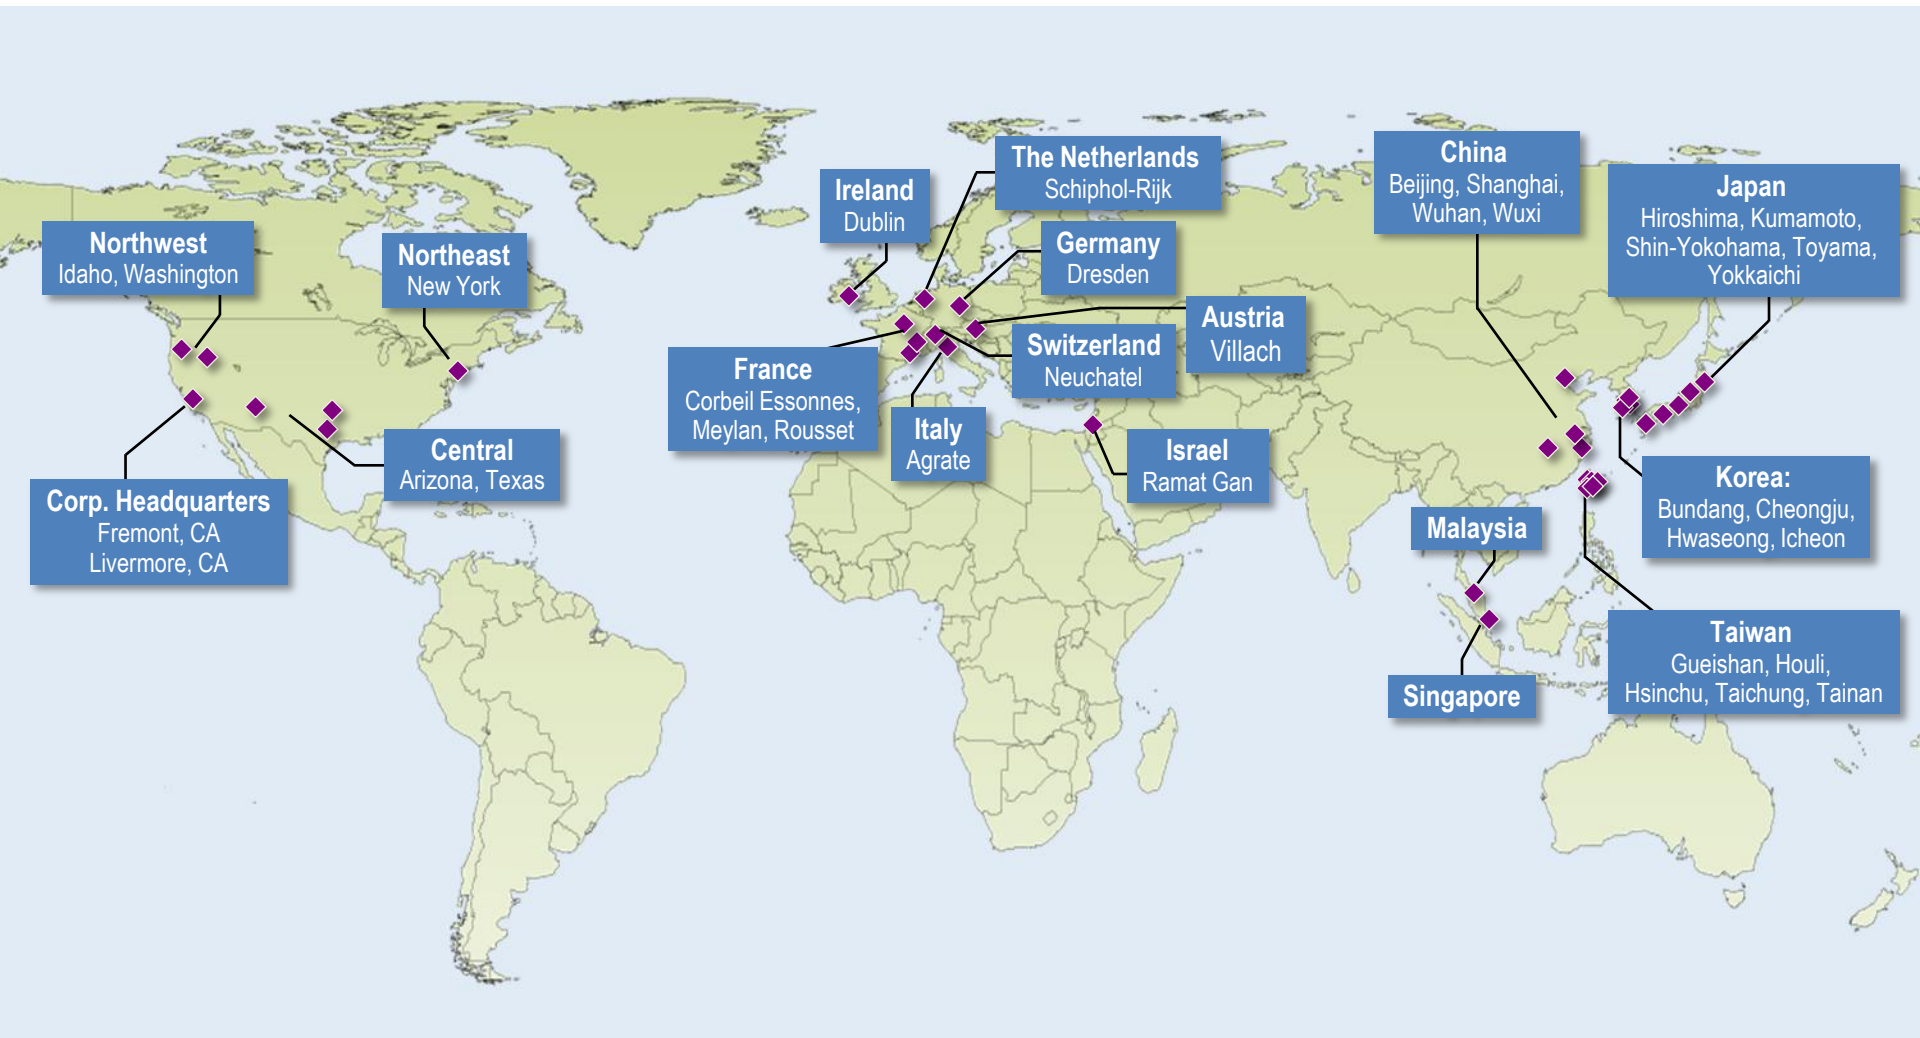 Northwest
Idaho, Washington
Northeast
New York
Corp. Headquarters
Fremont, CA
Livermore, CA
Central
Arizona, Texas
Ireland
Dublin
The Netherlands
Schiphol-Rijk
Germany
Dresden
Austria
Villach
Switzerland
Neuchatel
France
Corbeil Essonnes,
Meylan, Rousset
Italy
Agrate
Israel
Ramat Gan
China
Beijing, Shanghai,
Wuhan, Wuxi
Japan
Hiroshima, Kumamoto,
Shin-Yokohama, Toyama,
Yokkaichi
Korea:
Bundang, Cheongju,
Hwaseong, Icheon
Malaysia
Singapore
Taiwan
Gueishan, Houli,
Hsinchu, Taichung, Tainan